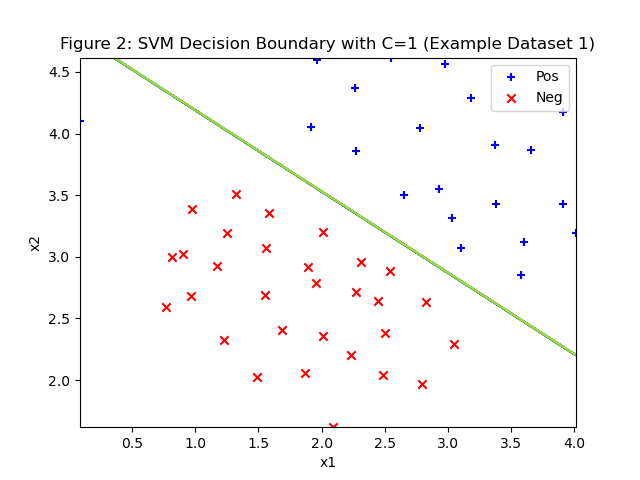 Figure 2: SVM Decision Boundary with C=1 (Example Dataset 1)
Pos
Neg
4.5
4.0
3.5
3.0
2.5
2.0
x2
0.5 1.0 1.5 2.0 2.5 3.0 3.5 4.0
x1